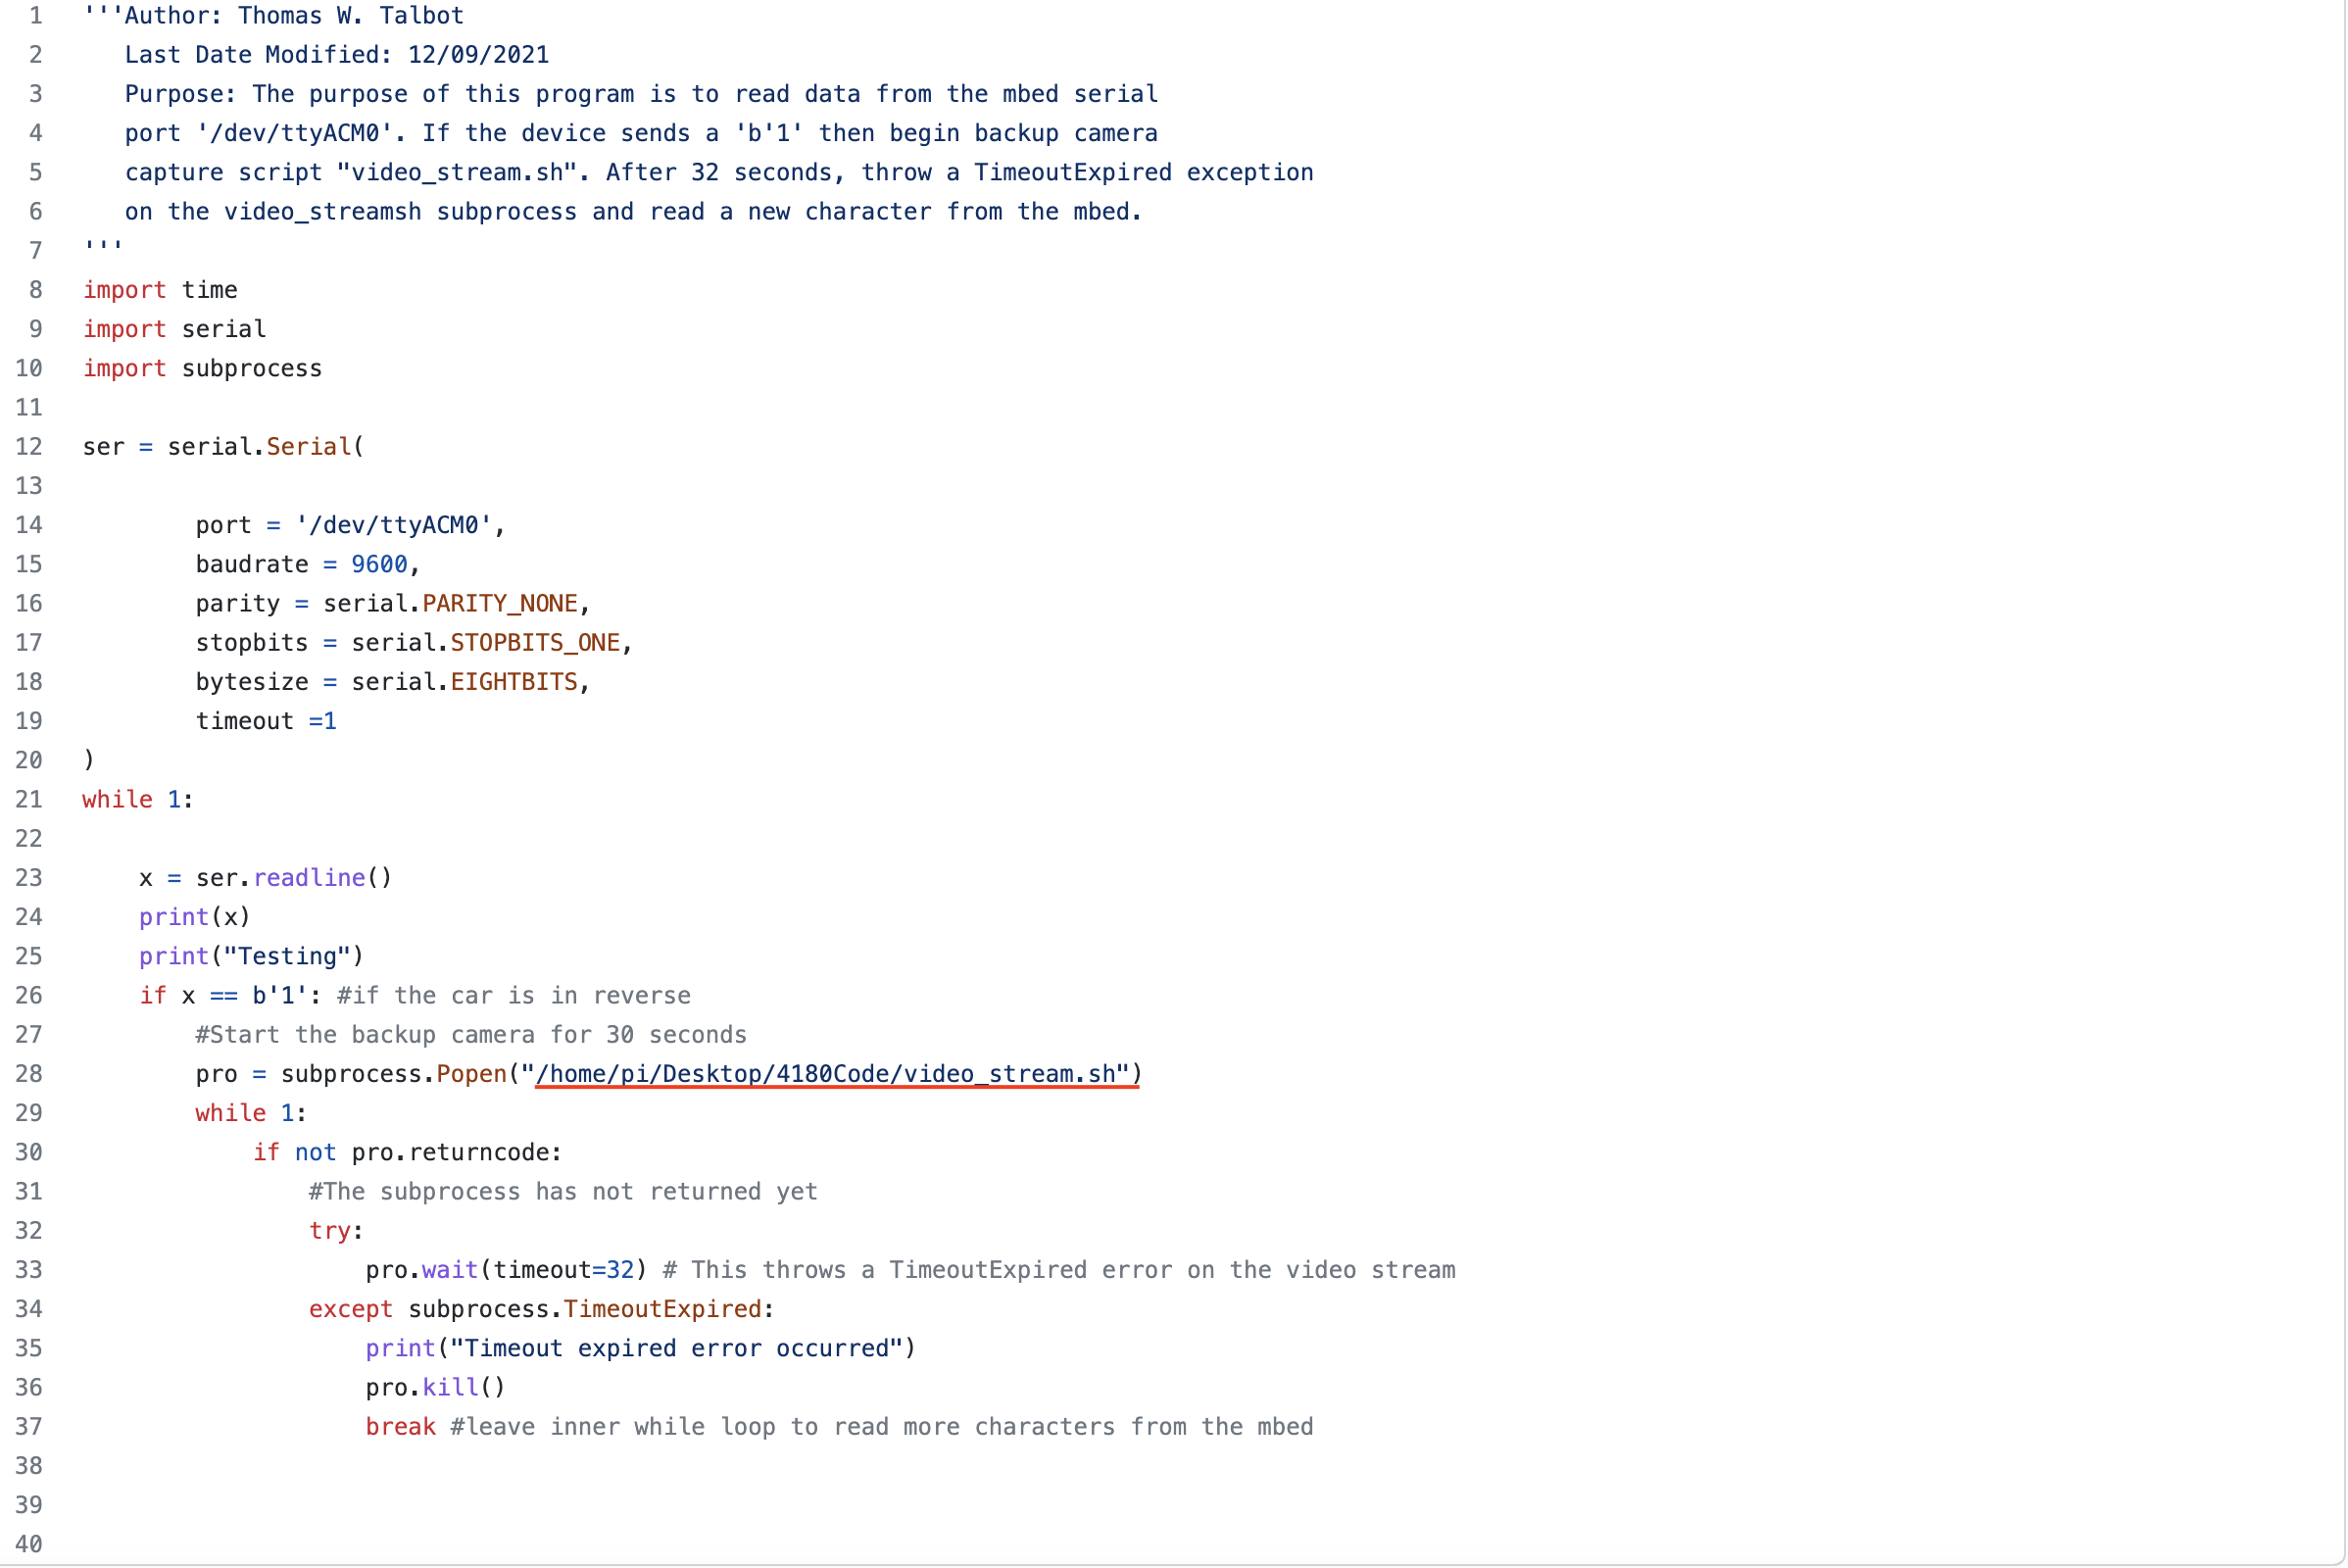 1 '''Author: Thomas W. Talbot
2    Last Date Modified: 12/09/2021
3    Purpose: The purpose of this program is to read data from the mbed serial
4    port '/dev/ttyACM0'. If the device sends a 'b'1' then begin backup camera
5    capture script "video_stream.sh". After 32 seconds, throw a TimeoutExpired exception
6    on the video_streamsh subprocess and read a new character from the mbed.
7 '''
8 import time
9 import serial
10 import subprocess
11
12 ser = serial.Serial(
13
14         port = '/dev/ttyACM0',
15         baudrate = 9600,
16         parity = serial.PARITY_NONE,
17         stopbits = serial.STOPBITS_ONE,
18         bytesize = serial.EIGHTBITS,
19         timeout =1
20 )
21 while 1:
22
23     x = ser.readline()
24     print(x)
25     print("Testing")
26     if x == b'1': #if the car is in reverse
27         #Start the backup camera for 30 seconds
28         pro = subprocess.Popen("/home/pi/Desktop/4180Code/video_stream.sh")
29         while 1:
30             if not pro.returncode:
31                 #The subprocess has not returned yet
32                 try:
33                     pro.wait(timeout=32) # This throws a TimeoutExpired error on the video stream
34                 except subprocess.TimeoutExpired:
35                     print("Timeout expired error occurred")
36                     pro.kill()
37                     break #leave inner while loop to read more characters from the mbed
38
39
40